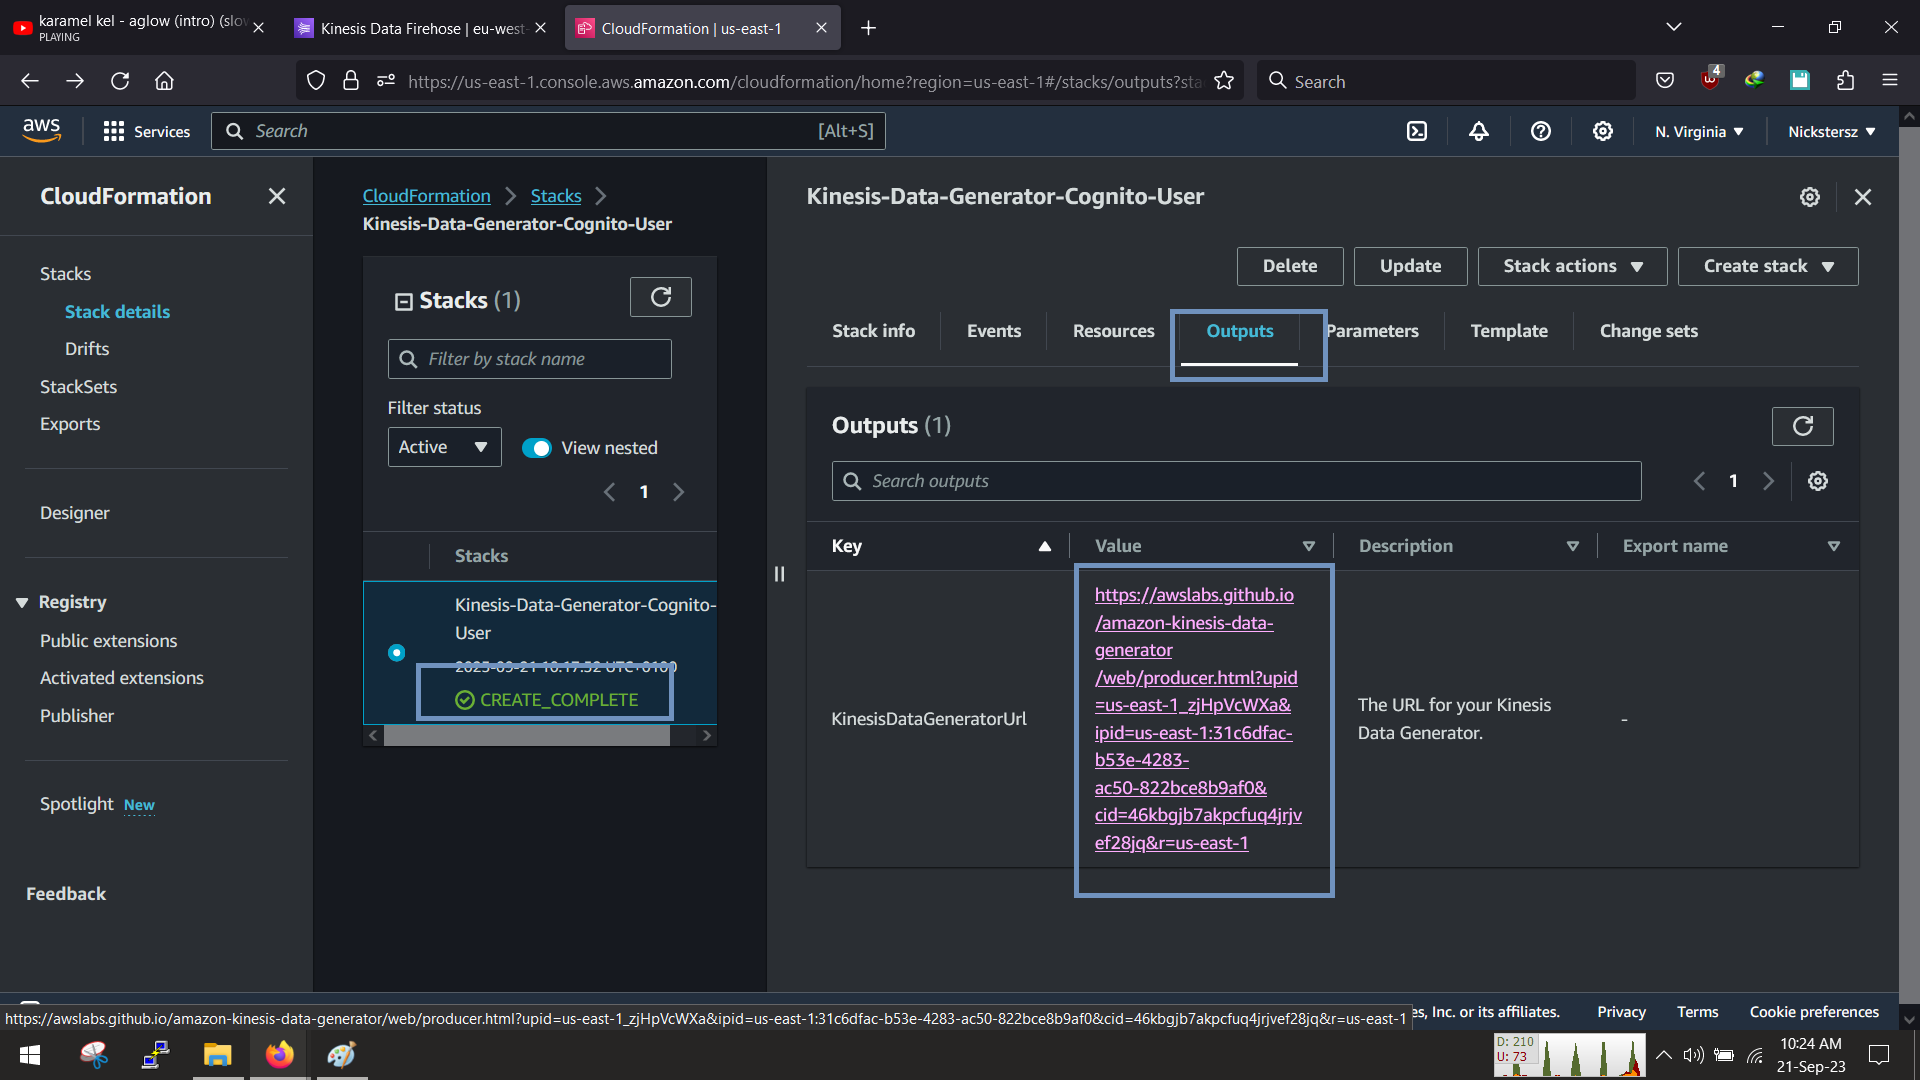 karamel kel - aglow (intro) (slow
PLAYING
Kinesis Data Firehose | eu-west-
CloudFormation | us-east-1
https://us-east-1.console.aws.amazon.com/cloudformation/home?region=us-east-1#/stacks/outputs?sta
Search
4
aws
Services
Search
[Alt+S]
N. Virginia
Nickstersz
CloudFormation
Stacks
Stack details
Drifts
StackSets
Exports
Designer
Registry
Public extensions
Activated extensions
Publisher
Spotlight New
Feedback
CloudFormation
Stacks
Kinesis-Data-Generator-Cognito-User
Stacks (1)
Filter by stack name
Filter status
Active
View nested
1
Stacks
Kinesis-Data-Generator-Cognito-
User
2023-09-21 10:17:52 UTC+0100
CREATE_COMPLETE
Kinesis-Data-Generator-Cognito-User
Delete
Update
Stack actions
Create stack
Stack info
Events
Resources
Outputs
Parameters
Template
Change sets
Outputs (1)
Search outputs
1
Key
Value
Description
Export name
KinesisDataGeneratorUrl
https://awslabs.github.io
/amazon-kinesis-data-
generator
/web/producer.html?upid
=us-east-1_zjHpVcWXa&
ipid=us-east-1:31c6dfac-
b53e-4283-
ac50-822bce8b9af0&
cid=46kbgjb7akpcfuq4jrjv
ef28jq&r=us-east-1
The URL for your Kinesis
Data Generator.
-
es, Inc. or its affiliates.
Privacy
Terms
Cookie preferences
https://awslabs.github.io/amazon-kinesis-data-generator/web/producer.html?upid=us-east-1_zjHpVcWXa&ipid=us-east-1:31c6dfac-b53e-4283-ac50-822bce8b9af0&cid=46kbgjb7akpcfuq4jrjvef28jq&r=us-east-1
D: 210
U: 73
10:24 AM
21-Sep-23